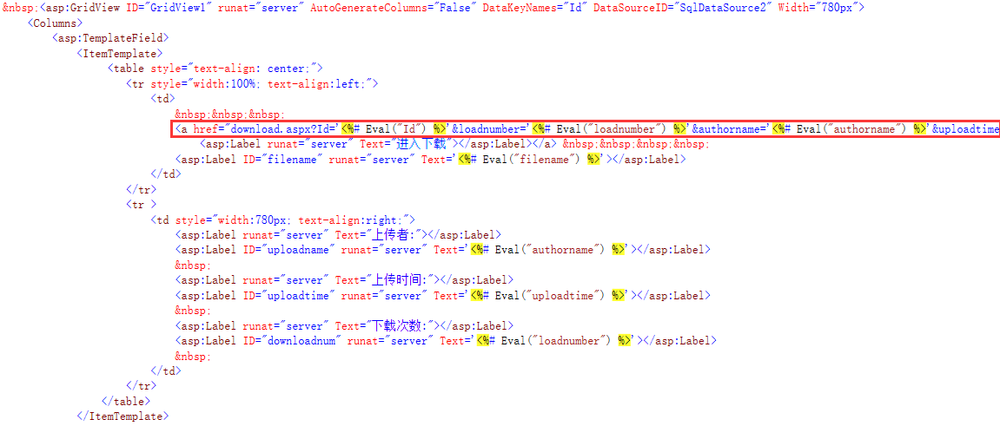 &nbsp;<asp:GridView ID="GridView1" runat="server" AutoGenerateColumns="False" DataKeyNames="Id" DataSourceID="SqlDataSource2" Width="780px">
<Columns>
<asp:TemplateField>
<ItemTemplate>
<table style="text-align: center;">
<tr style="width:100%; text-align:left;">
<td>
&nbsp;&nbsp;&nbsp;
<a href="download.aspx?Id='<%# Eval("Id") %>'&loadnumber='<%# Eval("loadnumber") %>'&authorname='<%# Eval("authorname") %>'&uploadtime
<asp:Label runat="server" Text="进入下载"></asp:Label></a> &nbsp;&nbsp;&nbsp;&nbsp;
<asp:Label ID="filename" runat="server" Text='<%# Eval("filename") %>'></asp:Label>
</td>
</tr>
<tr >
<td style="width:780px; text-align:right;">
<asp:Label runat="server" Text="上传者:"></asp:Label>
<asp:Label ID="uploadname" runat="server" Text='<%# Eval("authorname") %>'></asp:Label>
&nbsp;
<asp:Label runat="server" Text="上传时间:"></asp:Label>
<asp:Label ID="uploadtime" runat="server" Text='<%# Eval("uploadtime") %>'></asp:Label>
&nbsp;
<asp:Label runat="server" Text="下载次数:"></asp:Label>
<asp:Label ID="downloadnum" runat="server" Text='<%# Eval("loadnumber") %>'></asp:Label>
&nbsp;
</td>
</tr>
</table>
</ItemTemplate>